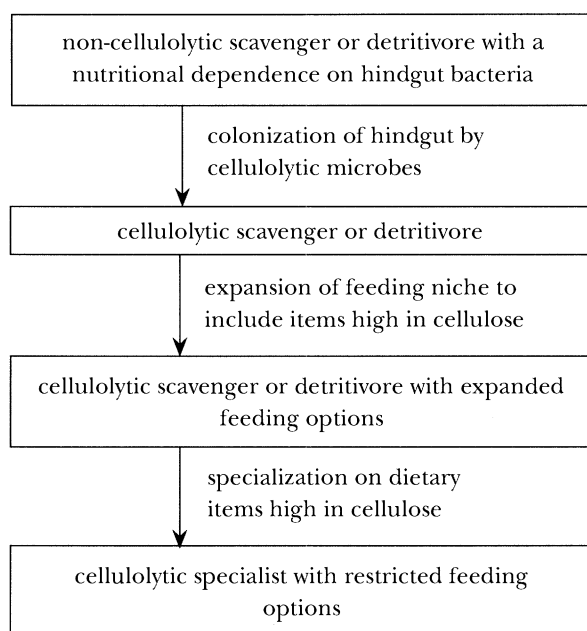 non-cellulolytic scavenger or detritivore with a
nutritional dependence on hindgut bacteria
colonization of hindgut by
cellulolytic microbes
cellulolytic scavenger or detritivore
expansion of feeding niche to
include items high in cellulose
cellulolytic scavenger or detritivore with expanded
feeding options
specialization on dietary
items high in cellulose
cellulolytic specialist with restricted feeding
options